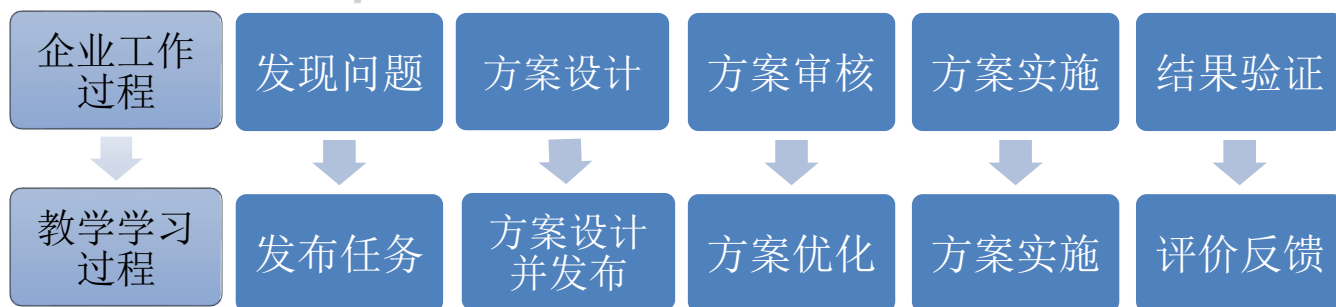 企业工作
过程
发现问题
方案设计
方案审核
方案实施
结果验证
教学学习
过程
发布任务
方案设计
并发布
方案优化
方案实施
评价反馈